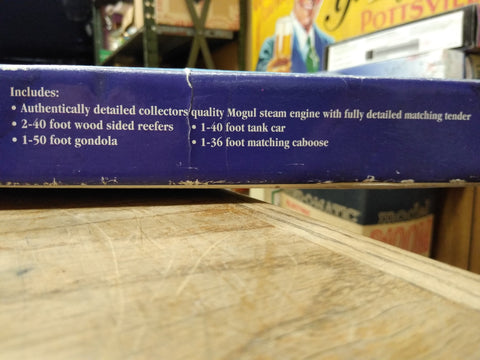 POTTSVILLE
Includes:
• Authentically detailed collectors quality Mogul steam engine with fully detailed matching tender
• 2-40 foot wood sided reefers • 1-40 foot tank car
• 1-50 foot gondola • 1-36 foot matching caboose